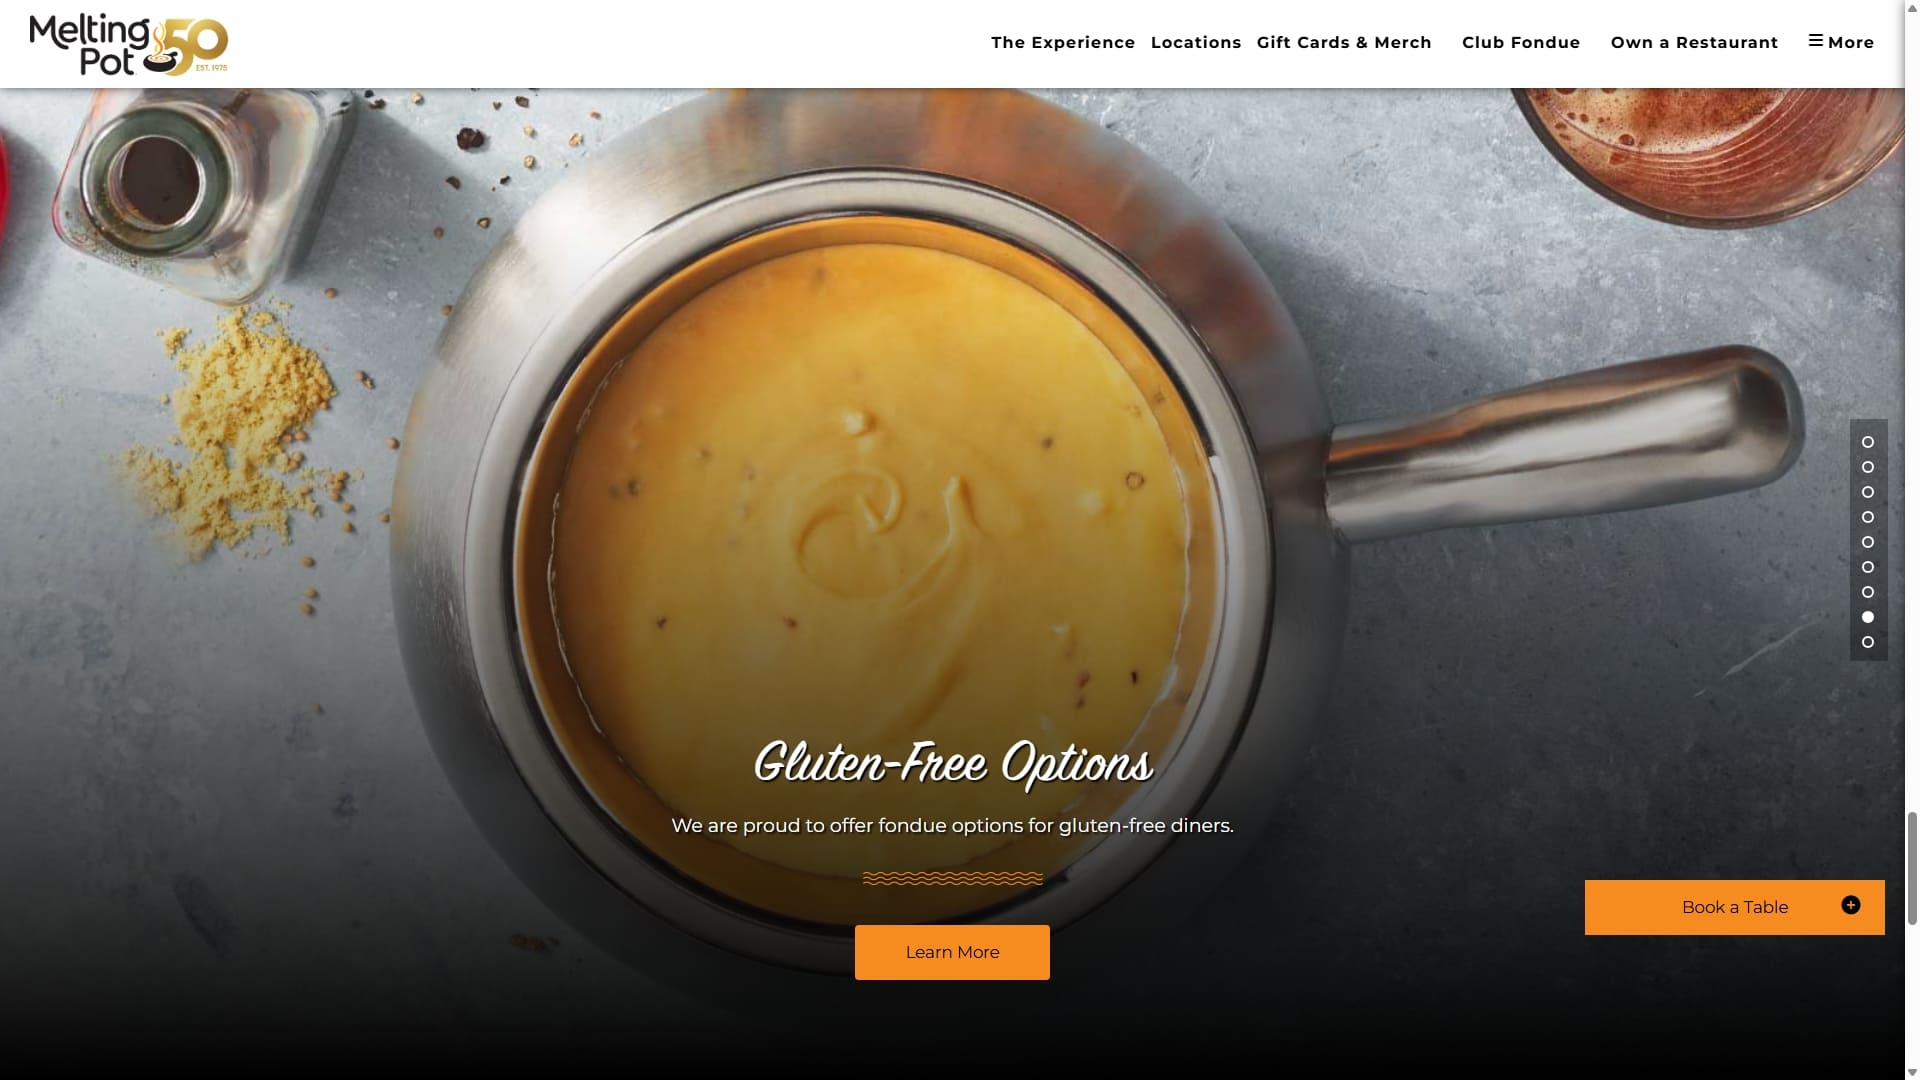 Melting
Pot
50
EST. 1975
The Experience
Locations
Gift Cards & Merch
Club Fondue
Own a Restaurant
More
Gluten-Free Options
We are proud to offer fondue options for gluten-free diners.
Learn More
Book a Table